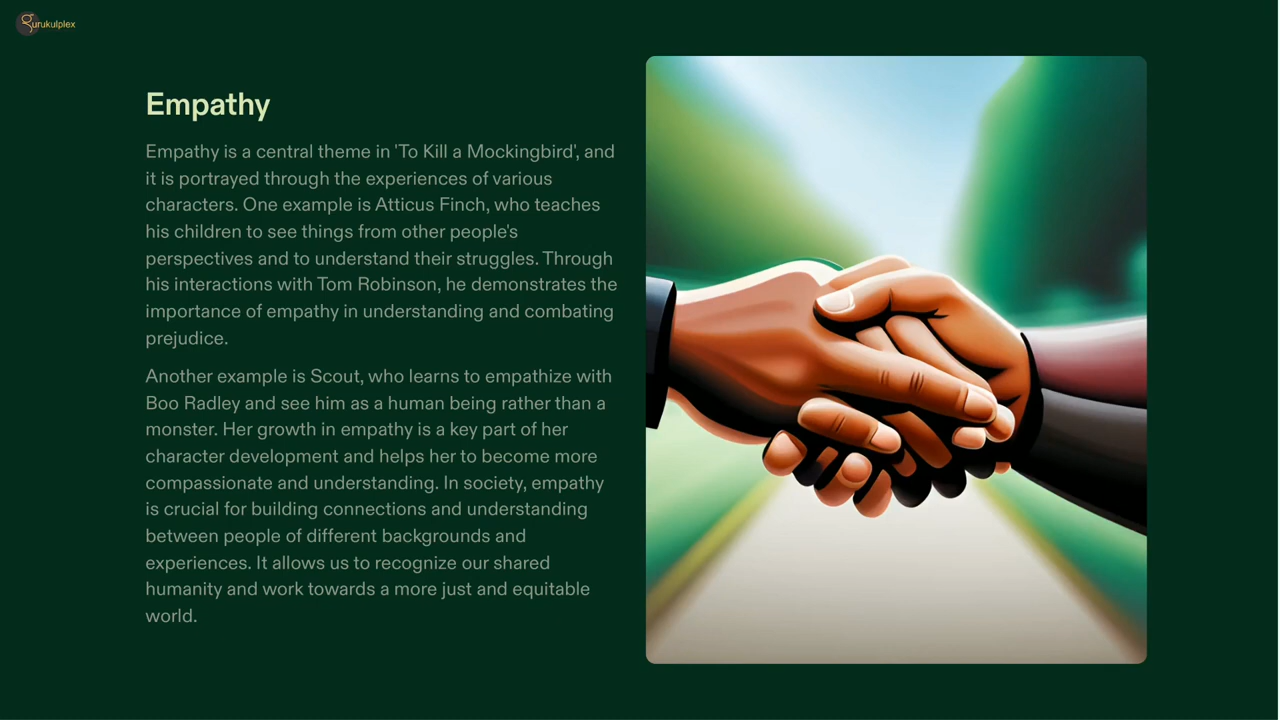 gurukulplex
Empathy
Empathy is a central theme in 'To Kill a Mockingbird', and
it is portrayed through the experiences of various
characters. One example is Atticus Finch, who teaches
his children to see things from other people's
perspectives and to understand their struggles. Through
his interactions with Tom Robinson, he demonstrates the
importance of empathy in understanding and combating
prejudice.
Another example is Scout, who learns to empathize with
Boo Radley and see him as a human being rather than a
monster. Her growth in empathy is a key part of her
character development and helps her to become more
compassionate and understanding. In society, empathy
is crucial for building connections and understanding
between people of different backgrounds and
experiences. It allows us to recognize our shared
humanity and work towards a more just and equitable
world.